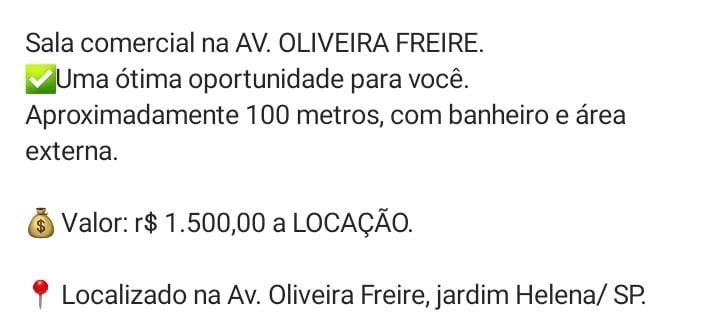 Sala comercial na AV. OLIVEIRA FREIRE.
✅Uma ótima oportunidade para você.
Aproximadamente 100 metros, com banheiro e área
externa.
💰 Valor: r$ 1.500,00 a LOCAÇÃO.
📍 Localizado na Av. Oliveira Freire, jardim Helena/ SP.